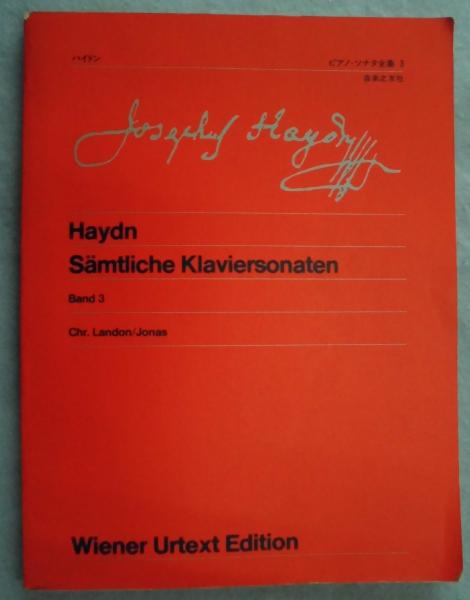 ハイドン
ピアノ・ソナタ全集 3
音楽之友社
Josephus Haydn
Haydn
Sämtliche Klaviersonaten
Band 3
Chr. Landon/Jonas
Wiener Urtext Edition